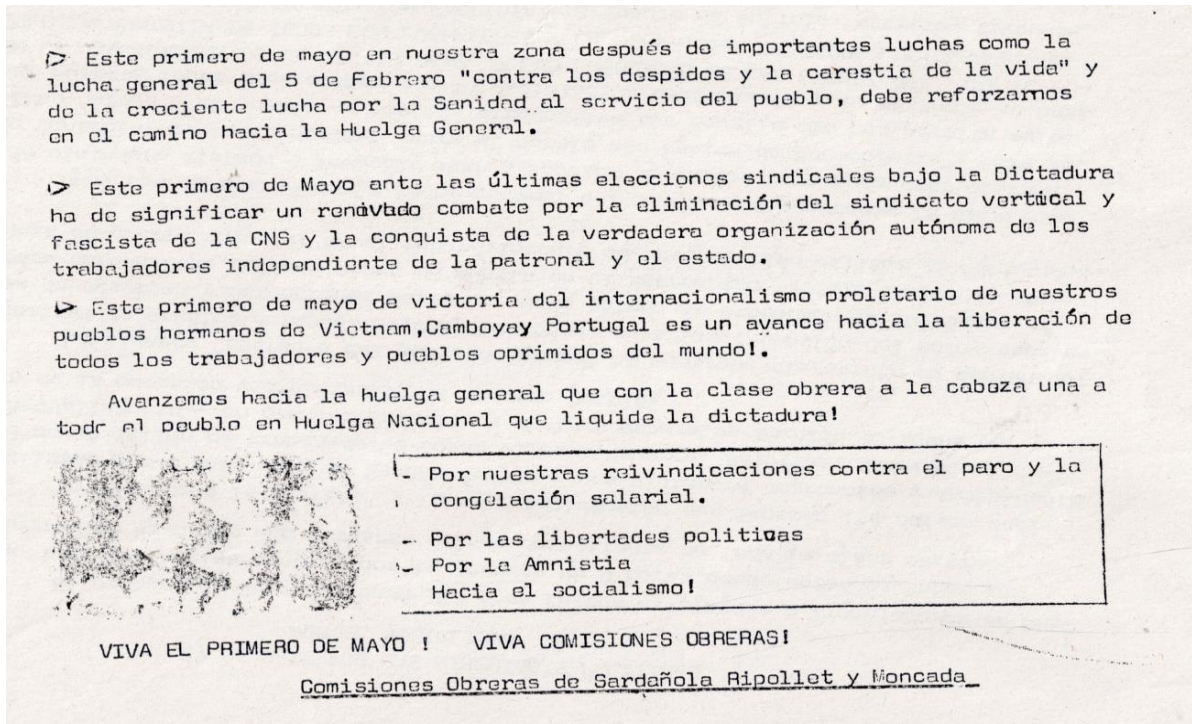 ▷ Este primero de mayo en nuestra zona después de importantes luchas como la
lucha general del 5 de Febrero "contra los despidos y la carestia de la vida" y
de la creciente lucha por la Sanidad al servicio del pueblo, debe reforzarnos
en el camino hacia la Huelga General.
▷ Este primero de Mayo ante las últimas elecciones sindicales bajo la Dictadura
ha de significar un renovado combate por la eliminación del sindicato vertical y
fascista de la CNS y la conquista de la verdadera organización autónoma de los
trabajadores independiente de la patronal y el estado.
▷ Este primero de mayo de victoria del internacionalismo proletario de nuestros
pueblos hermanos de Vietnam,Camboyay Portugal es un avance hacia la liberación de
todos los trabajadores y pueblos oprimidos del mundo!.
Avanzemos hacia la huelga general que con la clase obrera a la cabeza una a
todr el peublo en Huelga Nacional que liquide la dictadura!
- Por nuestras reivindicaciones contra el paro y la
congelación salarial.
- Por las libertades politicas
- Por la Amnistia
Hacia el socialismo!
VIVA EL PRIMERO DE MAYO ! VIVA COMISIONES OBRERAS!
Comisiones Obreras de Sardañola Ripollet y Moncada